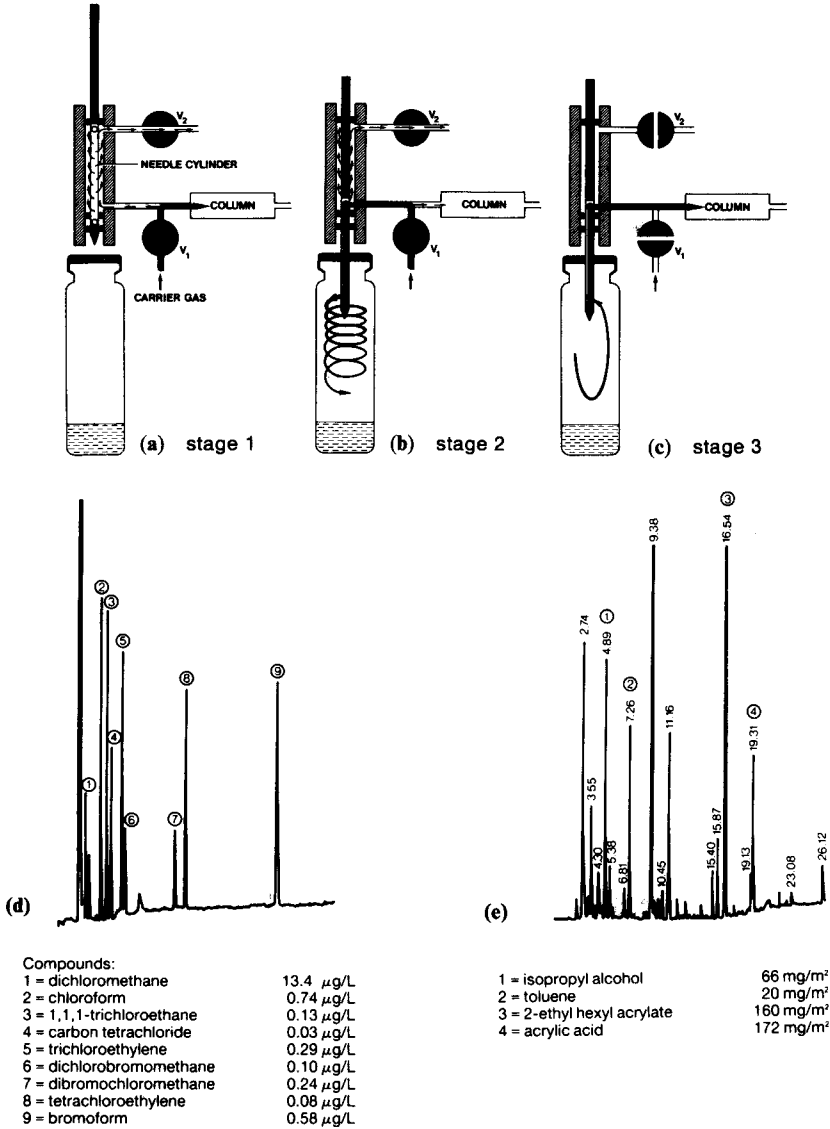 V2
NEEDLE CYLINDER
COLUMN
V1
CARRIER GAS
(a) stage 1
V2
COLUMN
V1
(b) stage 2
V2
COLUMN
V1
(c) stage 3
(d)
1
2
3
4
5
6
7
8
9
(e)
2.74
3.55
4.30
1
4.89
5.38
6.81
2
7.26
9.38
10.45
11.16
15.40
15.87
3
16.54
19.13
4
19.31
23.08
26.12
Compounds:
1 = dichloromethane 13.4 μg/L
2 = chloroform 0.74 μg/L
3 = 1,1,1-trichloroethane 0.13 μg/L
4 = carbon tetrachloride 0.03 μg/L
5 = trichloroethylene 0.29 μg/L
6 = dichlorobromomethane 0.10 μg/L
7 = dibromochloromethane 0.24 μg/L
8 = tetrachloroethylene 0.08 μg/L
9 = bromoform 0.58 μg/L
1 = isopropyl alcohol 66 mg/m²
2 = toluene 20 mg/m²
3 = 2-ethyl hexyl acrylate 160 mg/m²
4 = acrylic acid 172 mg/m²